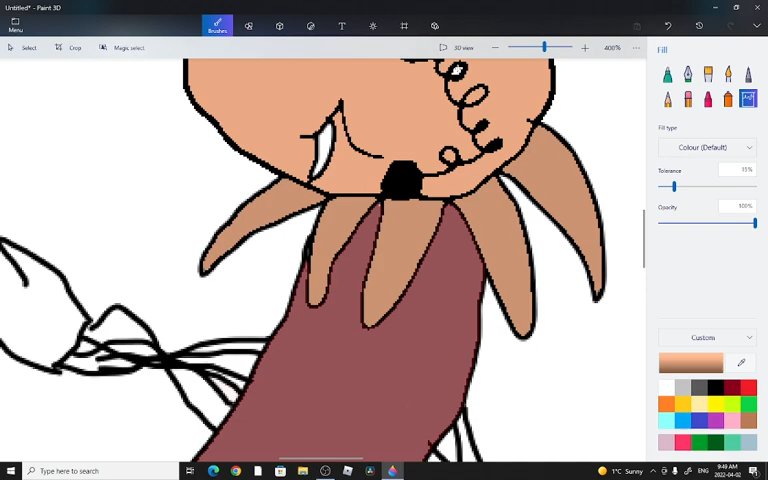 Untitled* - Paint 3D
Menu
Brushes
Select
Crop
Magic select
3D view
400%
Fill
Fill type
Colour (Default)
Tolerance
15%
Opacity
100%
Custom
Type here to search
1°C Sunny
ENG
9:49 AM
2022-04-02